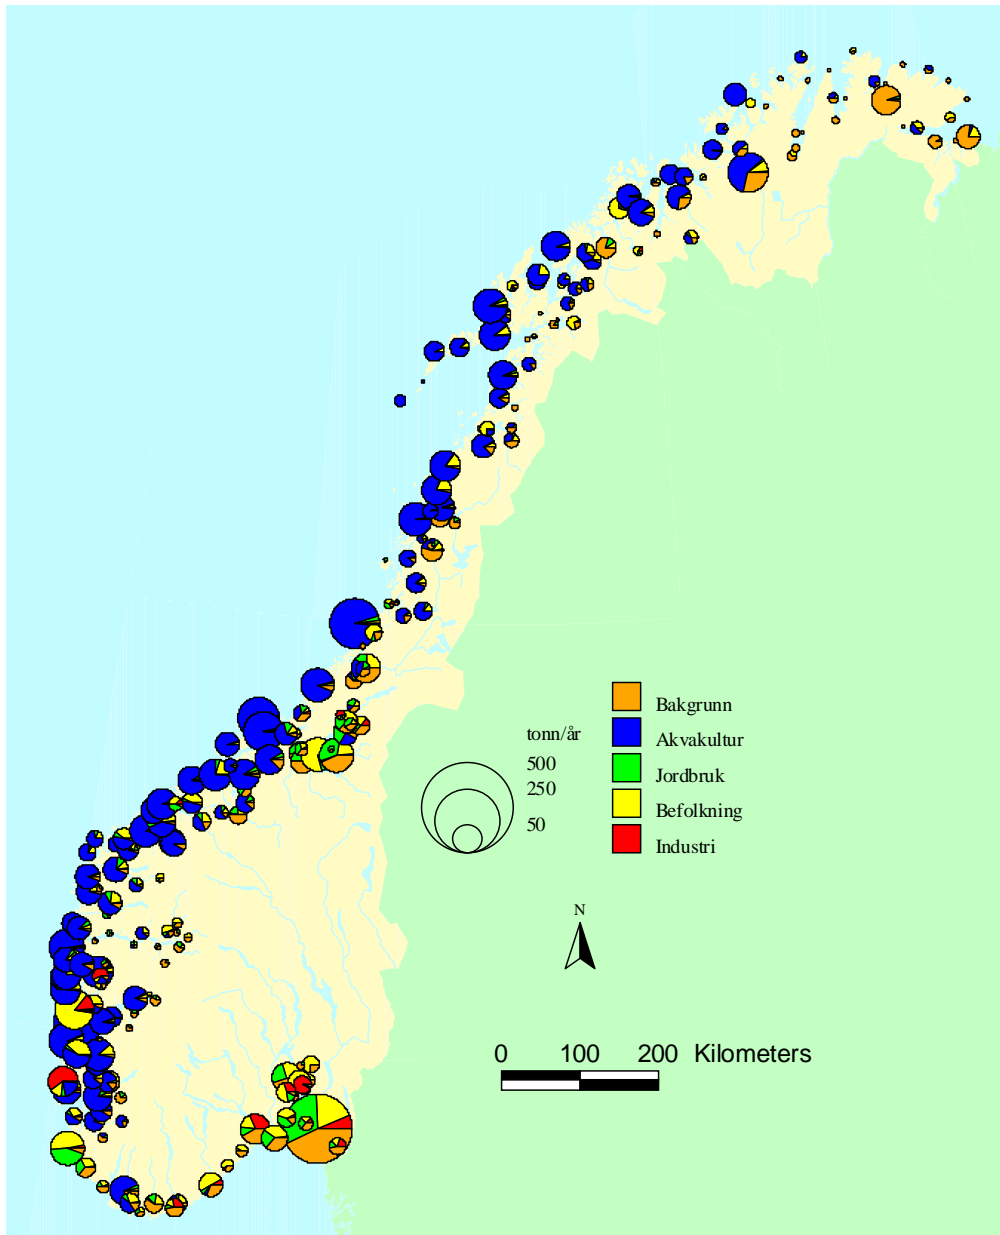 Bakgrunn
tonn/år
Akvakultur
500
Jordbruk
250
Befolkning
50
Industri
N
0 100 200 Kilometers